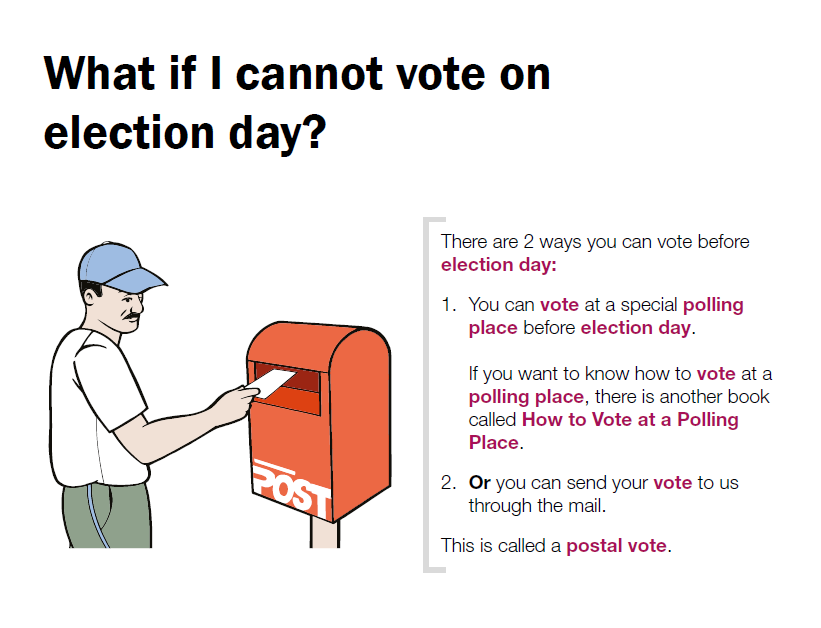 What if I cannot vote on
election day?
There are 2 ways you can vote before
election day:
1. You can vote at a special polling
place before election day.
If you want to know how to vote at a
polling place, there is another book
called How to Vote at a Polling
Place.
2. Or you can send your vote to us
through the mail.
This is called a postal vote.
POST